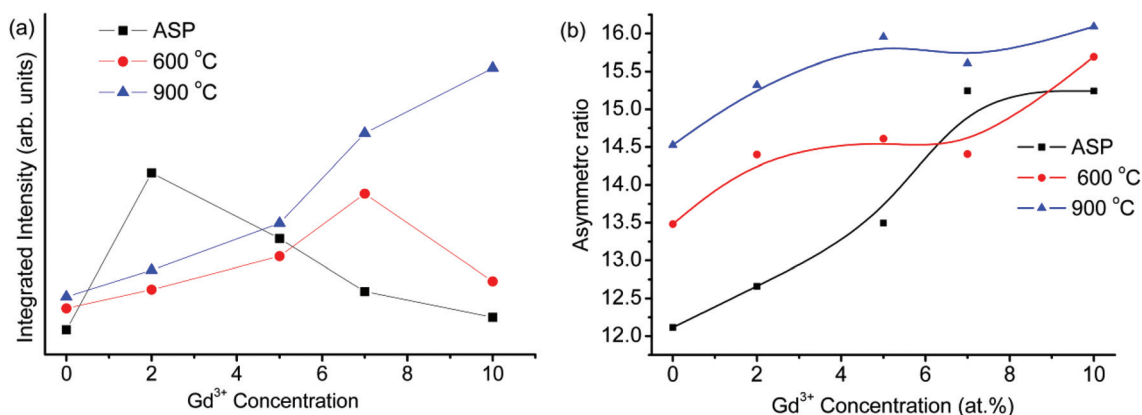 (a)
ASP
600 °C
900 °C
Integrated Intensity (arb. units)
0 2 4 6 8 10
Gd³⁺ Concentration
(b)
16.0
15.5
15.0
14.5
14.0
13.5
13.0
12.5
12.0
Asymmetrc ratio
ASP
600 °C
900 °C
0 2 4 6 8 10
Gd³⁺ Concentration (at.%)